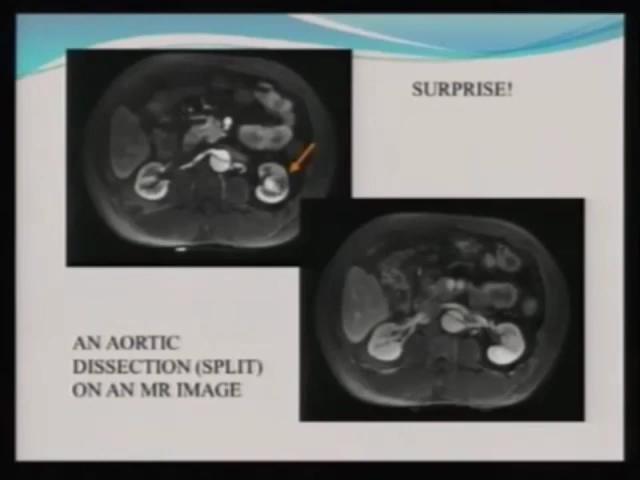 SURPRISE!
AN AORTIC
DISSECTION (SPLIT)
ON AN MR IMAGE